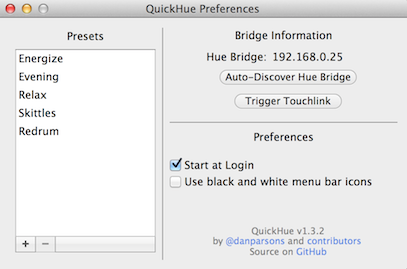 QuickHue Preferences
Presets
Energize
Evening
Relax
Skittles
Redrum
Bridge Information
Hue Bridge: 192.168.0.25
Auto-Discover Hue Bridge
Trigger Touchlink
Preferences
Start at Login
Use black and white menu bar icons
QuickHue v1.3.2
by @danparsons and contributors
Source on GitHub